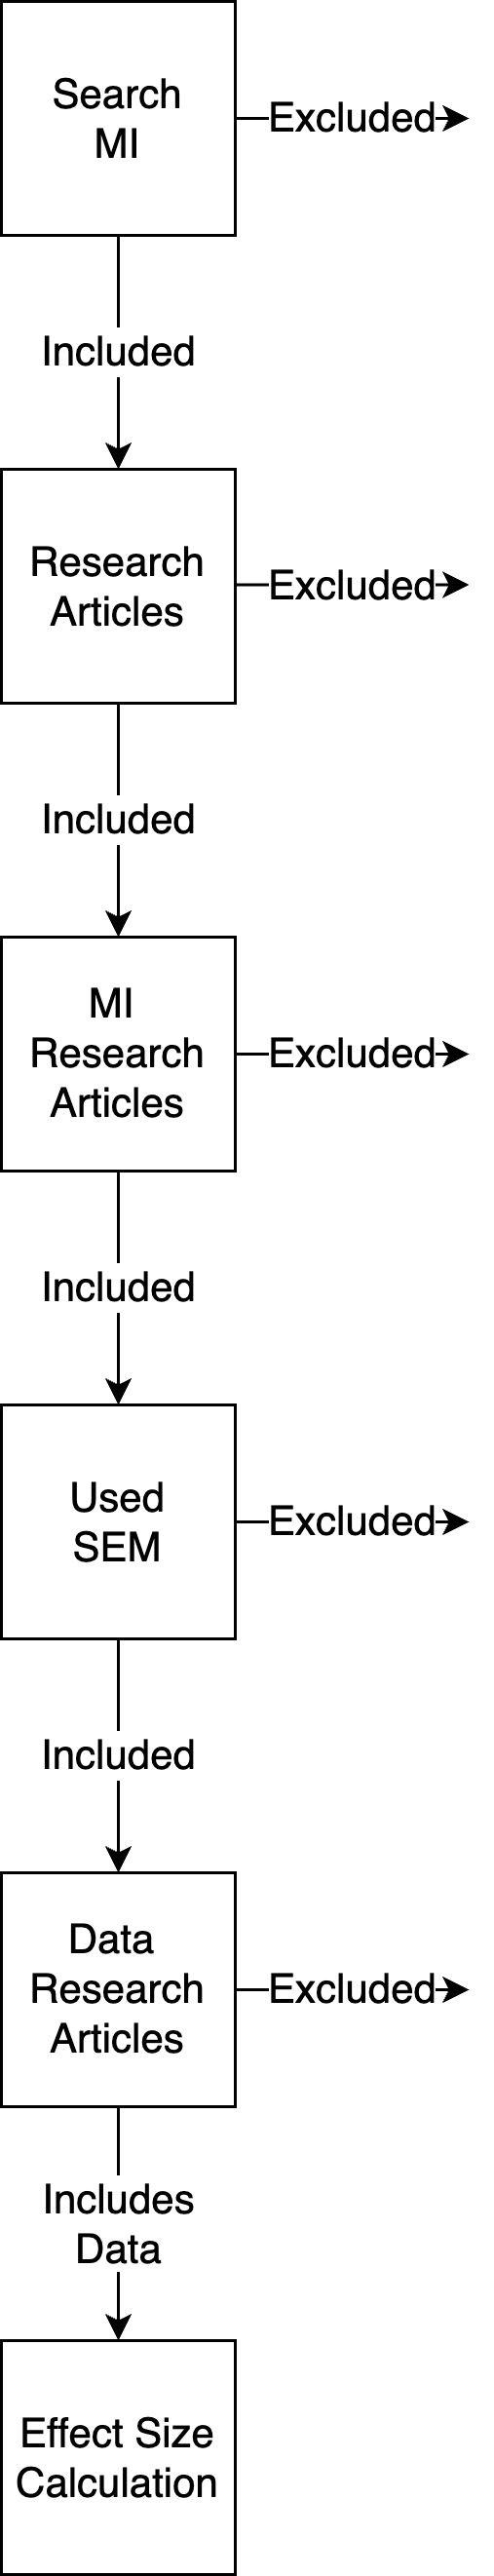 Search
MI
Excluded
Included
Research
Articles
Excluded
Included
MI
Research
Articles
Excluded
Included
Used
SEM
Excluded
Included
Data
Research
Articles
Excluded
Includes
Data
Effect Size
Calculation